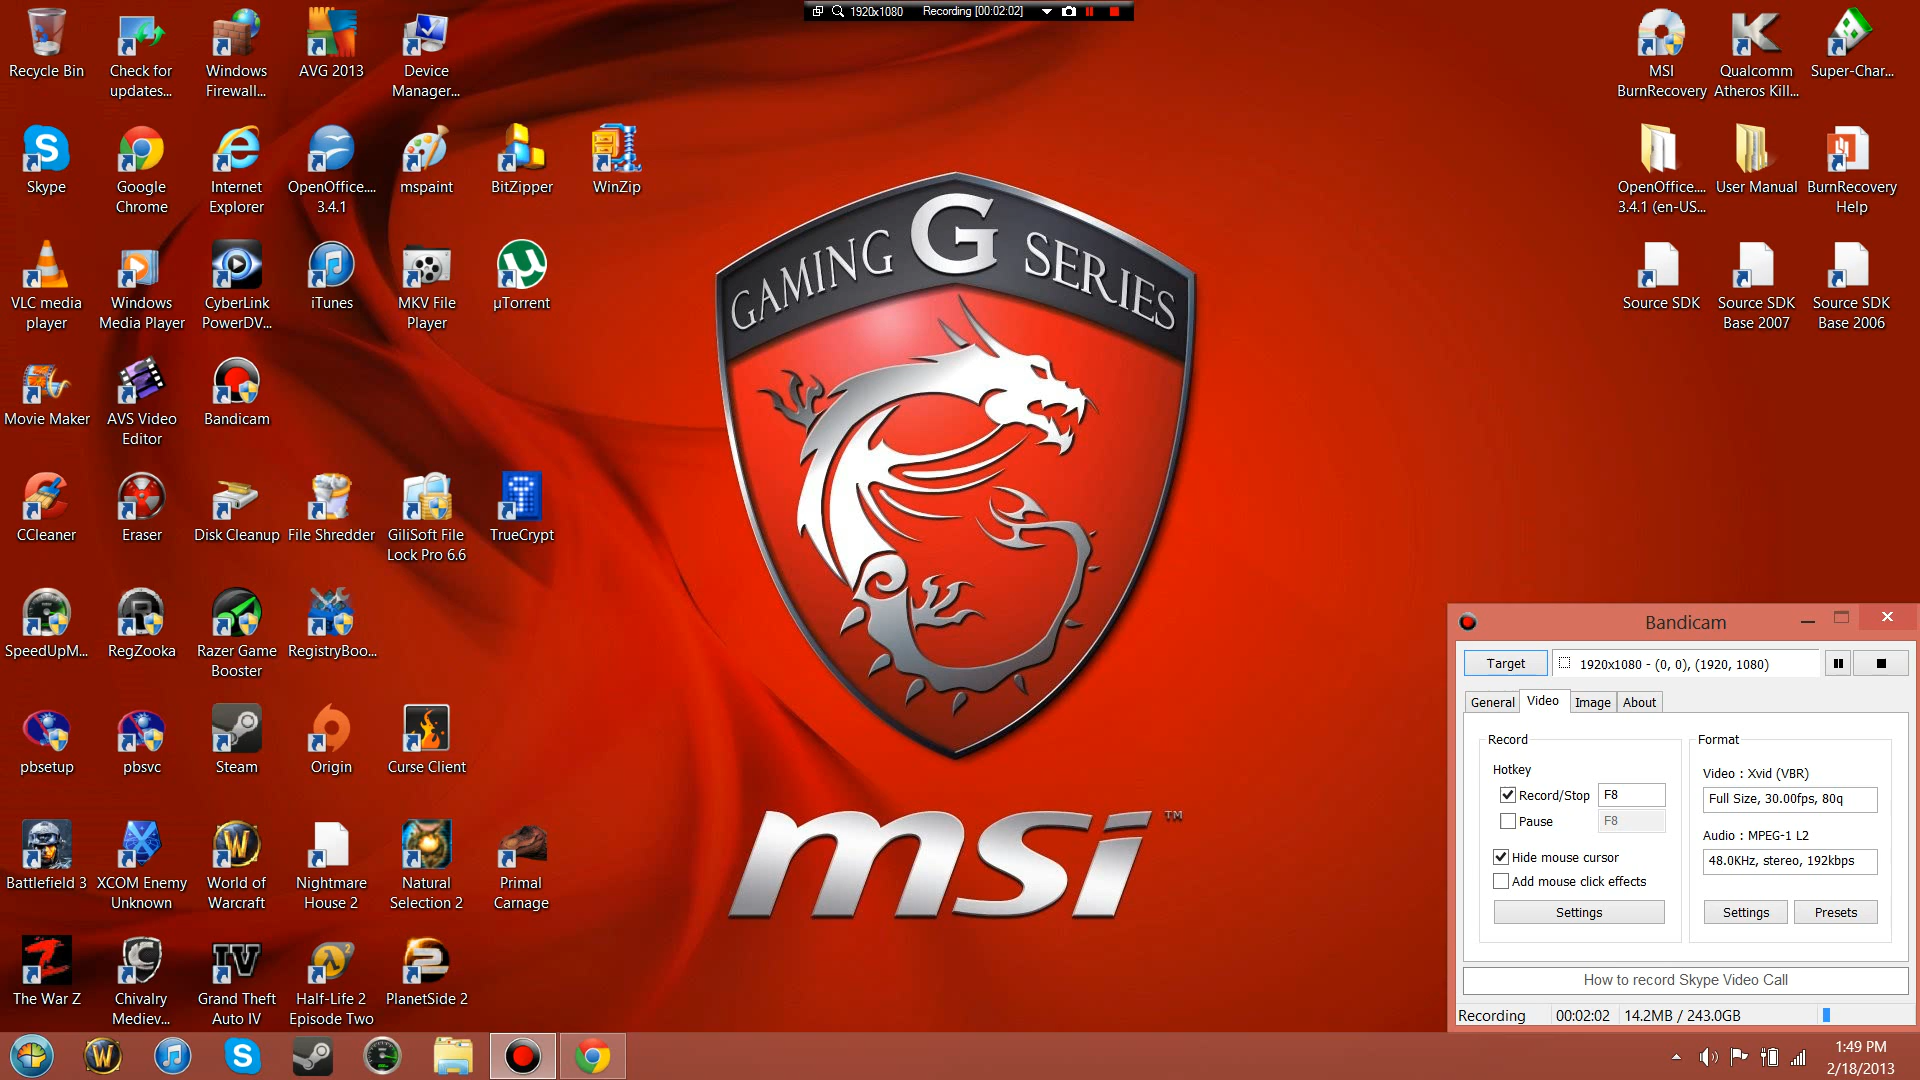 1920x1080 Recording [00:02:02]
Recycle Bin
Check for
updates...
Windows
Firewall...
AVG 2013
Device
Manager...
MSI
BurnRecovery
Qualcomm
Atheros Kill...
Super-Char...
Skype
Google
Chrome
Internet
Explorer
OpenOffice....
3.4.1
mspaint
BitZipper
WinZip
OpenOffice....
3.4.1 (en-US...
User Manual
BurnRecovery
Help
VLC media
player
Windows
Media Player
CyberLink
PowerDV...
iTunes
MKV File
Player
µTorrent
Source SDK
Source SDK
Base 2007
Source SDK
Base 2006
GAMING G SERIES
Movie Maker
AVS Video
Editor
Bandicam
CCleaner
Eraser
Disk Cleanup
File Shredder
GiliSoft File
Lock Pro 6.6
TrueCrypt
SpeedUpM...
RegZooka
Razer Game
Booster
RegistryBoo...
pbsetup
pbsvc
Steam
Origin
Curse Client
msi™
Battlefield 3
XCOM Enemy
Unknown
World of
Warcraft
Nightmare
House 2
Natural
Selection 2
Primal
Carnage
The War Z
Chivalry
Mediev...
Grand Theft
Auto IV
Half-Life 2
Episode Two
PlanetSide 2
Bandicam
Target 1920x1080 - (0, 0), (1920, 1080)
General Video Image About
Record
Hotkey
Record/Stop F8
Pause F8
Hide mouse cursor
Add mouse click effects
Settings
Format
Video : Xvid (VBR)
Full Size, 30.00fps, 80q
Audio : MPEG-1 L2
48.0KHz, stereo, 192kbps
Settings Presets
How to record Skype Video Call
Recording 00:02:02 14.2MB / 243.0GB
1:49 PM
2/18/2013